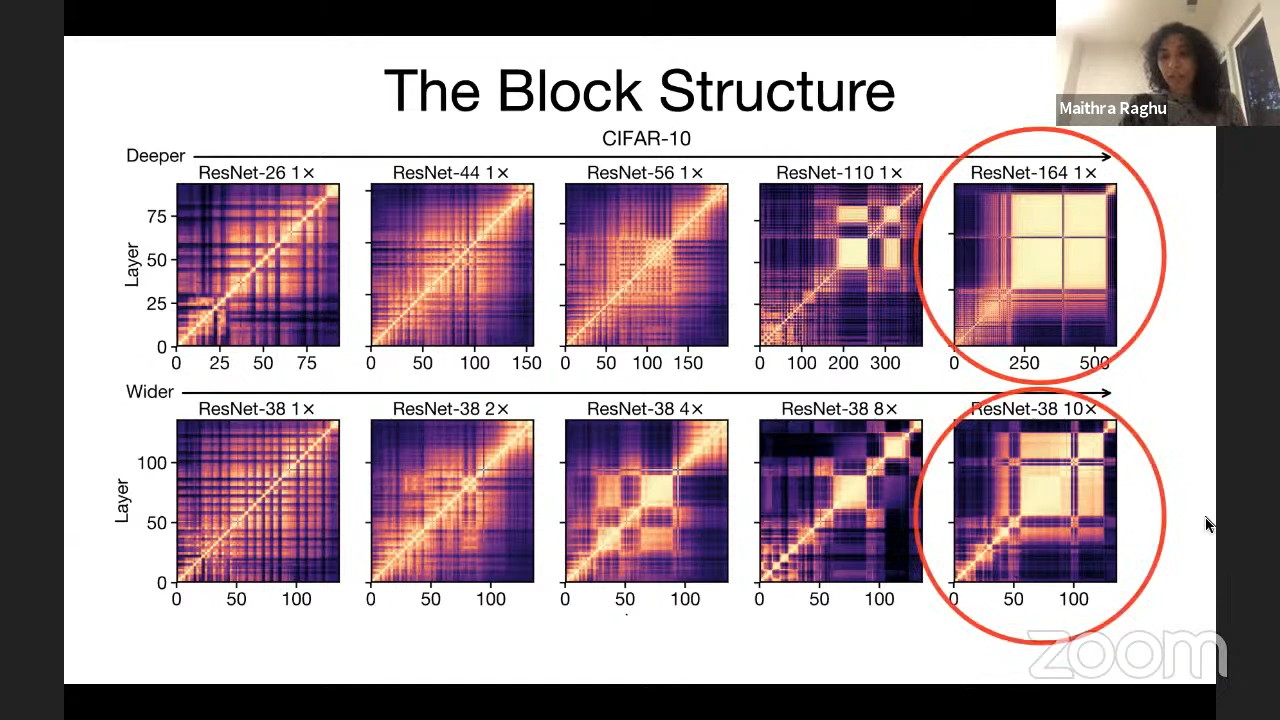 Maithra Raghu
The Block Structure
CIFAR-10
Deeper
ResNet-26 1×
ResNet-44 1×
ResNet-56 1×
ResNet-110 1×
ResNet-164 1×
Layer
75
50
25
0
0 25 50 75
0 50 100 150
0 50 100 150
0 100 200 300
0 250 500
Wider
ResNet-38 1×
ResNet-38 2×
ResNet-38 4×
ResNet-38 8×
ResNet-38 10×
Layer
100
50
0
0 50 100
0 50 100
0 50 100
0 50 100
0 50 100
zoom